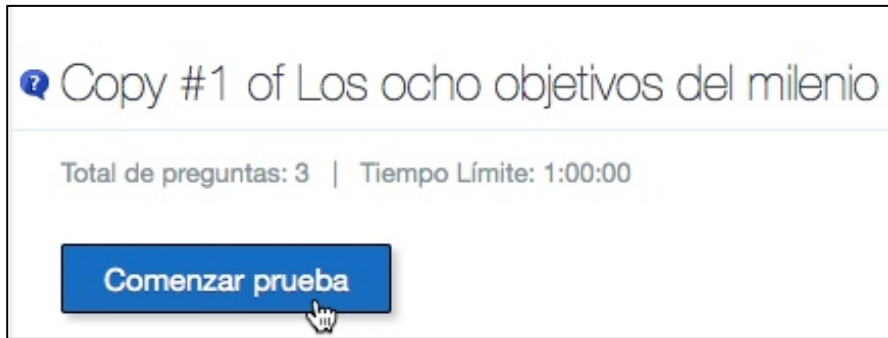 Copy #1 of Los ocho objetivos del milenio
Total de preguntas: 3 | Tiempo Límite: 1:00:00
Comenzar prueba